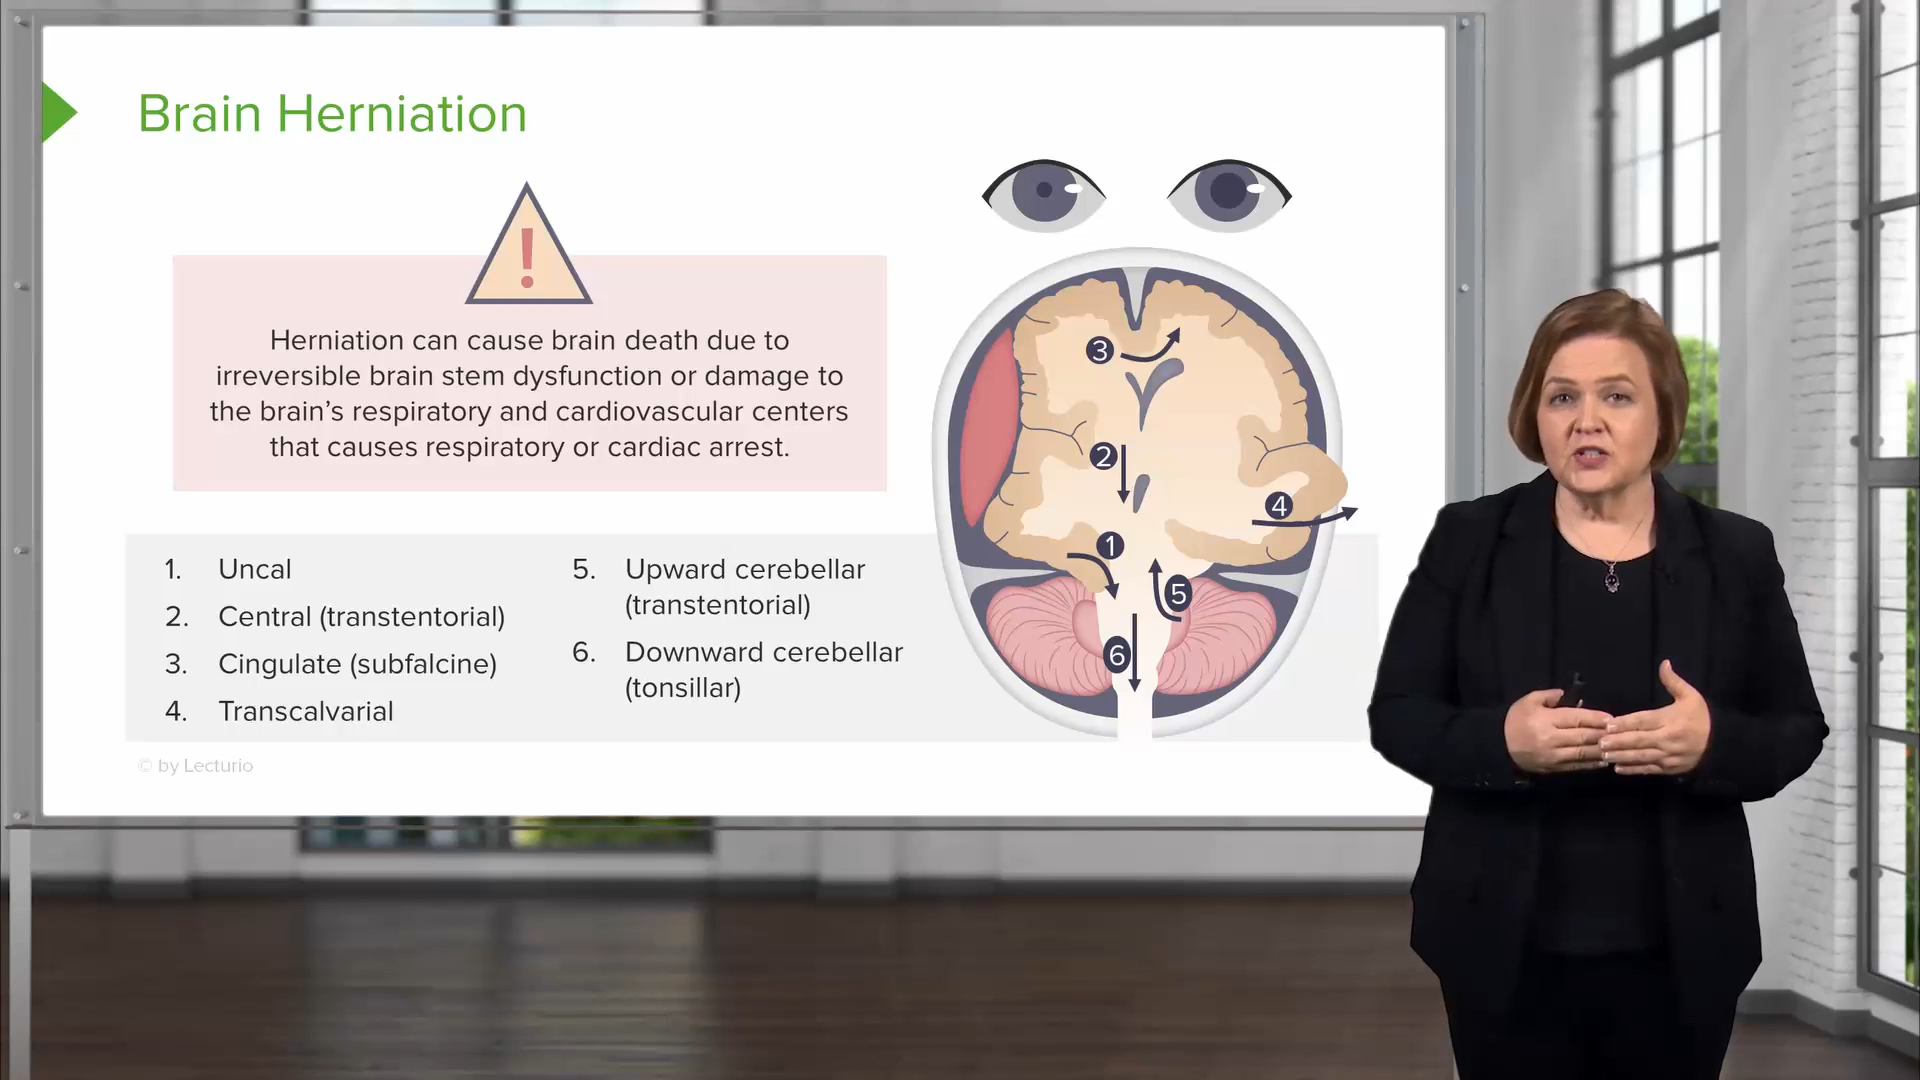 Brain Herniation
!
Herniation can cause brain death due to
irreversible brain stem dysfunction or damage to
the brain’s respiratory and cardiovascular centers
that causes respiratory or cardiac arrest.
1. Uncal
2. Central (transtentorial)
3. Cingulate (subfalcine)
4. Transcalvarial
5. Upward cerebellar
(transtentorial)
6. Downward cerebellar
(tonsillar)
3
2
4
1
5
6
© by Lecturio